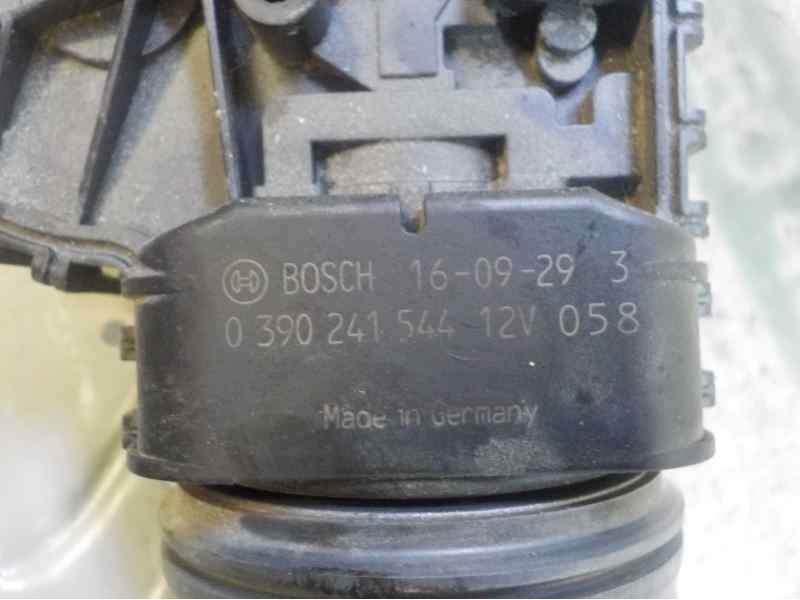 BOSCH 16-09-29 3
0 390 241 544 12V 058
Made in Germany